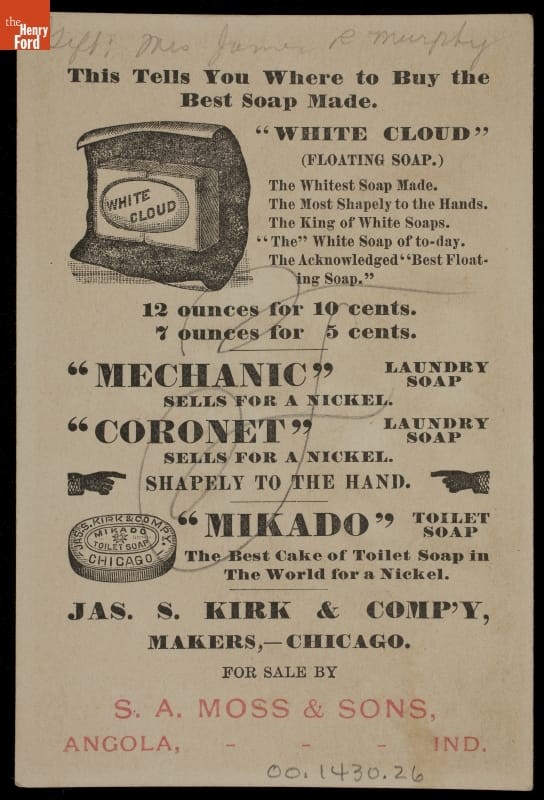 the
Henry
Ford
Gift: Mrs James R Murphy
This Tells You Where to Buy the
Best Soap Made.
"WHITE CLOUD"
(FLOATING SOAP.)
WHITE
CLOUD
The Whitest Soap Made.
The Most Shapely to the Hands.
The King of White Soaps.
"The" White Soap of to-day.
The Acknowledged "Best Float-
ing Soap."
12 ounces for 10 cents.
7 ounces for 5 cents.
"MECHANIC" LAUNDRY
SOAP
SELLS FOR A NICKEL.
"CORONET" LAUNDRY
SOAP
SELLS FOR A NICKEL.
SHAPELY TO THE HAND.
JAS. S. KIRK & COMP'Y.
MIKADO
TOILET SOAP
CHICAGO
"MIKADO" TOILET
SOAP
The Best Cake of Toilet Soap in
The World for a Nickel.
JAS. S. KIRK & COMP'Y,
MAKERS,—CHICAGO.
FOR SALE BY
S. A. MOSS & SONS,
ANGOLA, - - - IND.
00.1430.26